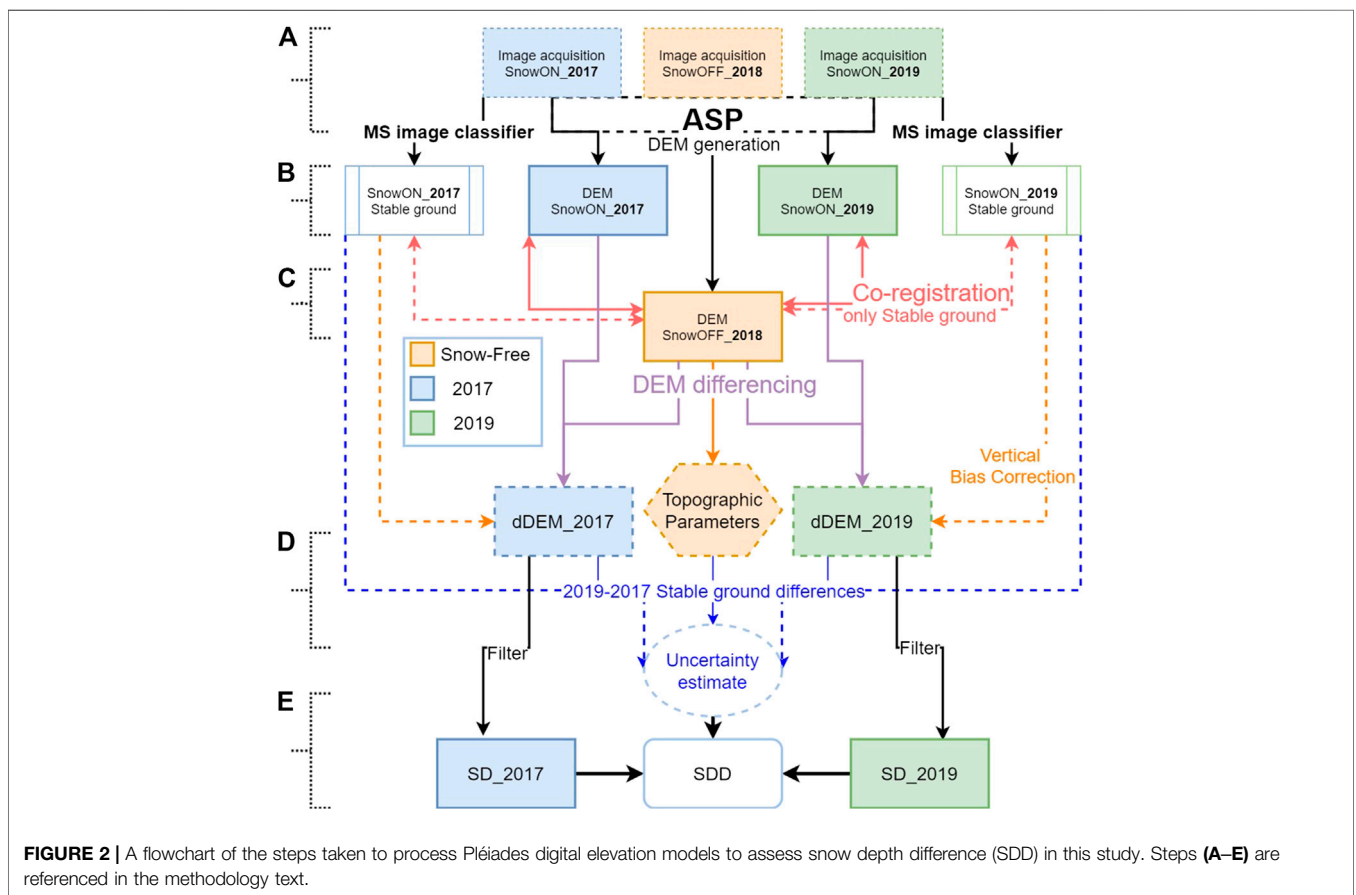 A
Image acquisition
SnowON_2017
Image acquisition
SnowOFF_2018
Image acquisition
SnowON_2019
MS image classifier
ASP
DEM generation
MS image classifier
B
SnowON_2017
Stable ground
DEM
SnowON_2017
DEM
SnowON_2019
SnowON_2019
Stable ground
C
Co-registration
only Stable ground
DEM
SnowOFF_2018
Snow-Free
2017
2019
DEM differencing
Vertical
Bias Correction
dDEM_2017
Topographic
Parameters
dDEM_2019
D
2019-2017 Stable ground differences
Filter
Filter
Uncertainty
estimate
E
SD_2017
SDD
SD_2019
FIGURE 2 | A flowchart of the steps taken to process Pléiades digital elevation models to assess snow depth difference (SDD) in this study. Steps (A–E) are
referenced in the methodology text.